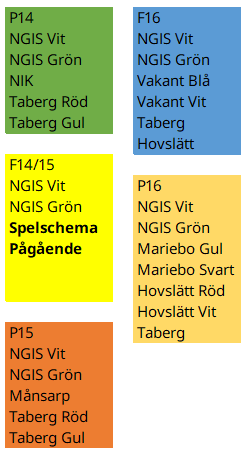 P14
NGIS Vit
NGIS Grön
NIK
Taberg Röd
Taberg Gul
F14/15
NGIS Vit
NGIS Grön
Spelschema
Pågående
P15
NGIS Vit
NGIS Grön
Månsarp
Taberg Röd
Taberg Gul
F16
NGIS Vit
NGIS Grön
Vakant Blå
Vakant Vit
Taberg
Hovslätt
P16
NGIS Vit
NGIS Grön
Mariebo Gul
Mariebo Svart
Hovslätt Röd
Hovslätt Vit
Taberg